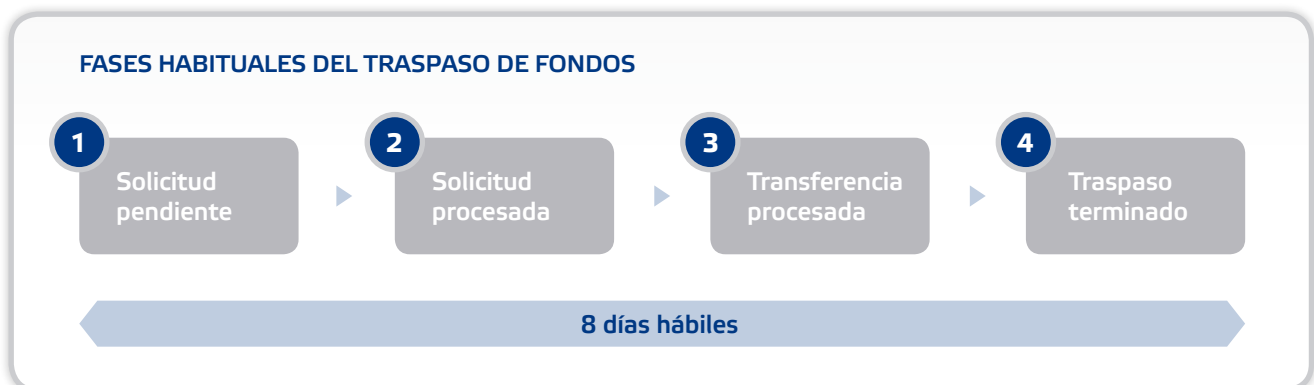 FASES HABITUALES DEL TRASPASO DE FONDOS
1
Solicitud
pendiente
2
Solicitud
procesada
3
Transferencia
procesada
4
Traspaso
terminado
8 días hábiles